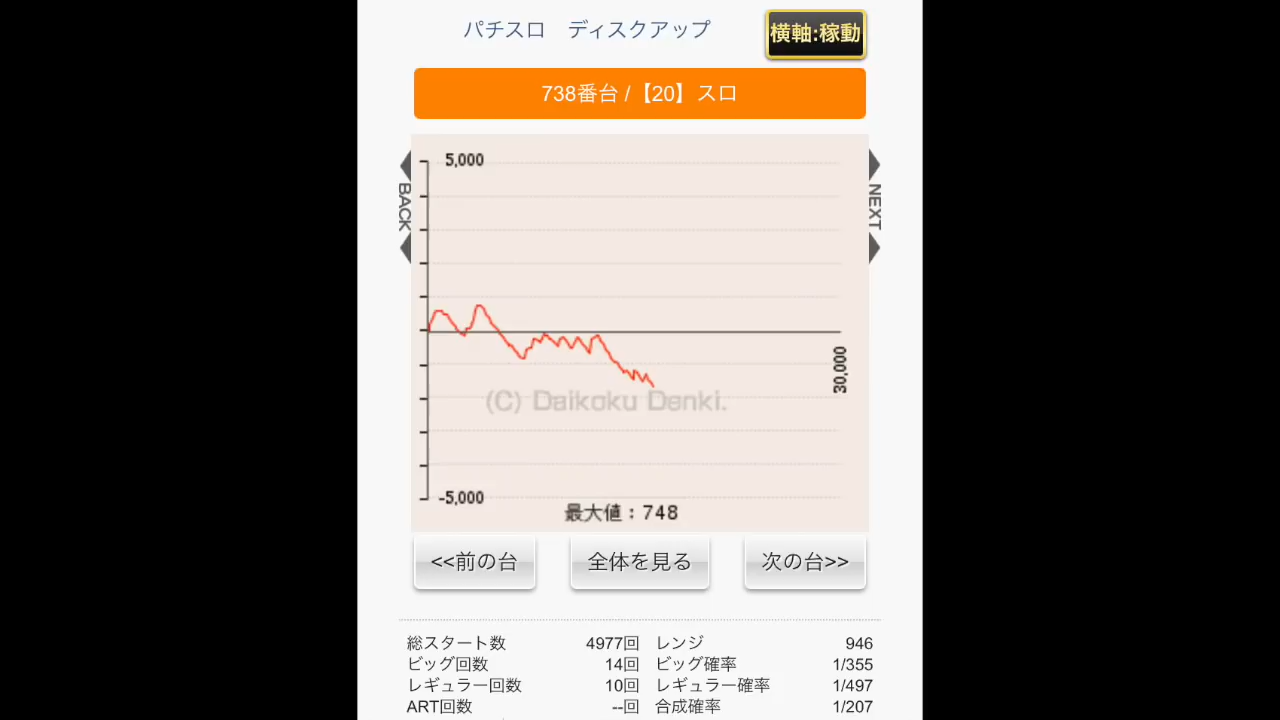 パチスロ　ディスクアップ
横軸:稼動
738番台 /【20】スロ
5,000
BACK
NEXT
30,000
(C) Daikoku Denki.
-5,000
最大値：748
<<前の台
全体を見る
次の台>>
総スタート数 4977回 レンジ 946
ビッグ回数 14回 ビッグ確率 1/355
レギュラー回数 10回 レギュラー確率 1/497
ART回数 --回 合成確率 1/207